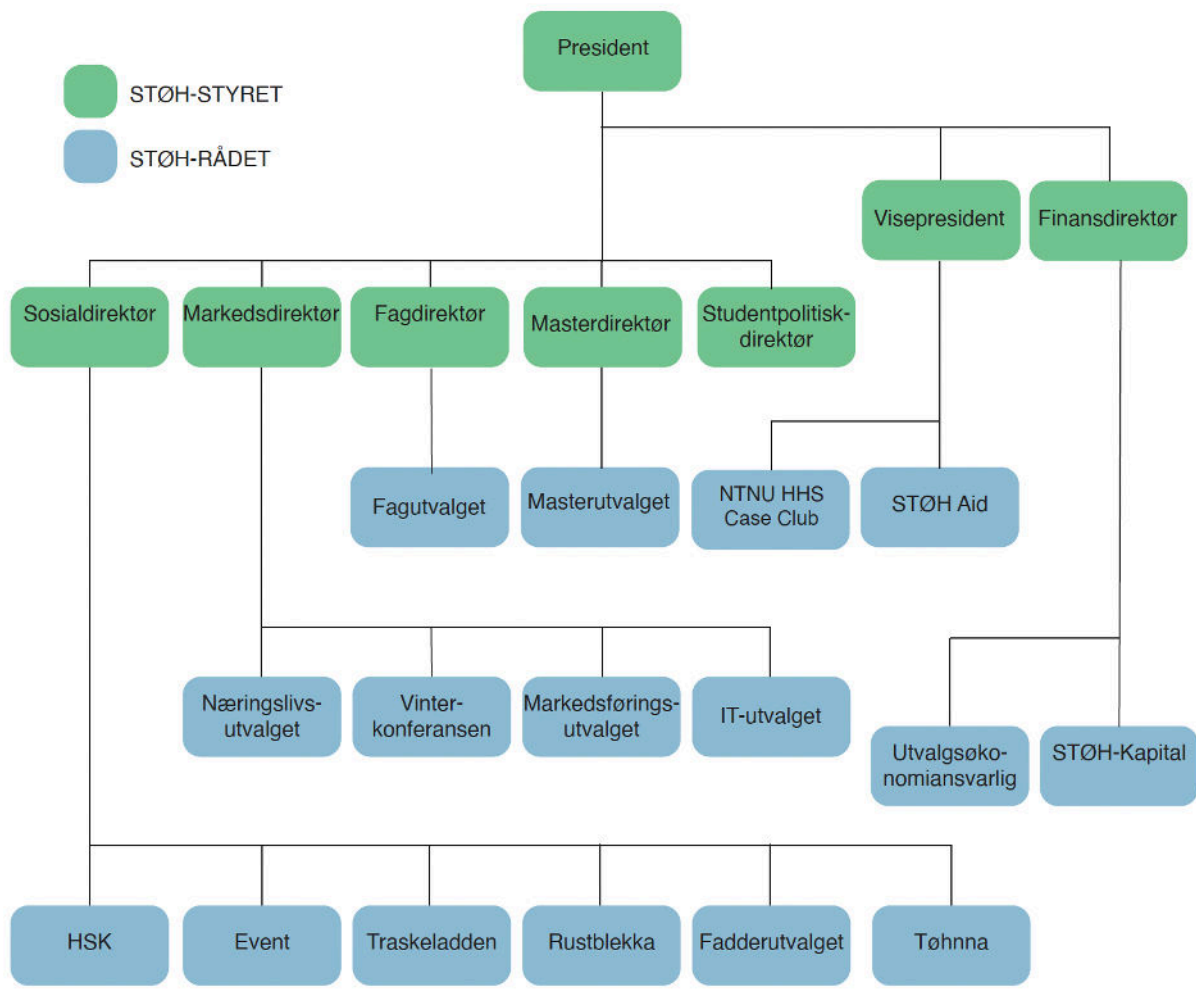 President
STØH-STYRET
STØH-RÅDET
Visepresident
Finansdirektør
Sosialdirektør
Markedsdirektør
Fagdirektør
Masterdirektør
Studentpolitisk-
direktør
Fagutvalget
Masterutvalget
NTNU HHS
Case Club
STØH Aid
Næringslivs-
utvalget
Vinter-
konferansen
Markedsførings-
utvalget
IT-utvalget
Utvalgsøko-
nomiansvarlig
STØH-Kapital
HSK
Event
Traskeladden
Rustblekka
Fadderutvalget
Tøhnna